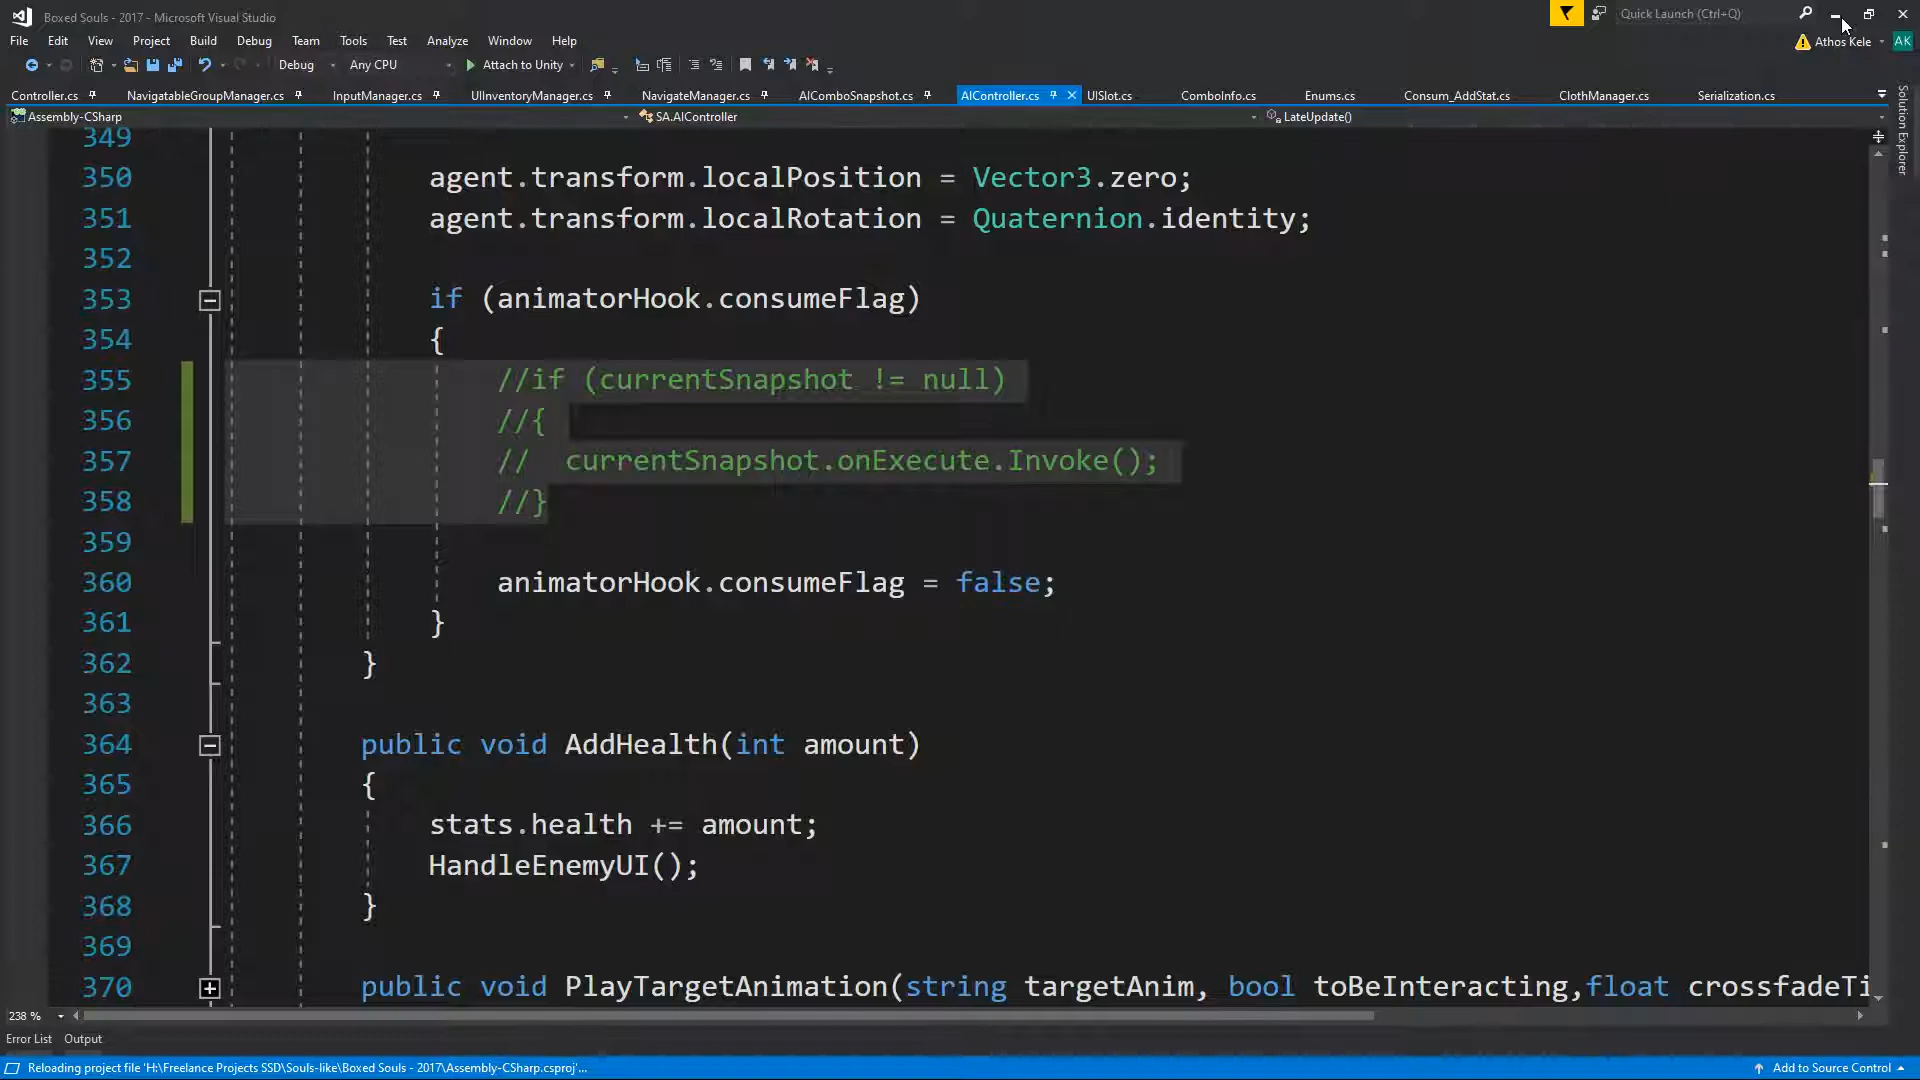 Boxed Souls - 2017 - Microsoft Visual Studio
Quick Launch (Ctrl+Q)
File Edit View Project Build Debug Team Tools Test Analyze Window Help
Athos Kele AK
Debug Any CPU Attach to Unity
Controller.cs NavigatableGroupManager.cs InputManager.cs UIInventoryManager.cs NavigateManager.cs AIComboSnapshot.cs AIController.cs UISlot.cs ComboInfo.cs Enums.cs Consum_AddStat.cs ClothManager.cs Serialization.cs
Assembly-CSharp SA.AIController LateUpdate()
Solution Explorer
349
350 agent.transform.localPosition = Vector3.zero;
351 agent.transform.localRotation = Quaternion.identity;
352
353 if (animatorHook.consumeFlag)
354 {
355 //if (currentSnapshot != null)
356 //{
357 // currentSnapshot.onExecute.Invoke();
358 //}
359
360 animatorHook.consumeFlag = false;
361 }
362 }
363
364 public void AddHealth(int amount)
365 {
366 stats.health += amount;
367 HandleEnemyUI();
368 }
369
370 public void PlayTargetAnimation(string targetAnim, bool toBeInteracting,float crossfadeTi
238 %
Error List Output
Reloading project file 'H:\Freelance Projects SSD\Souls-like\Boxed Souls - 2017\Assembly-CSharp.csproj'...
Add to Source Control